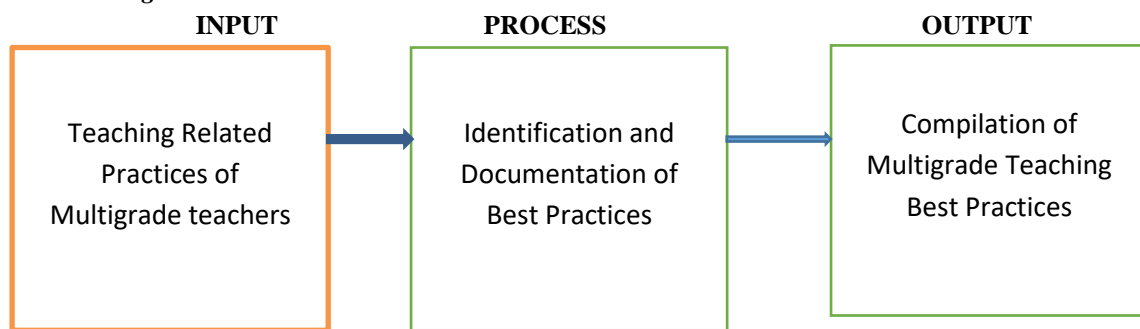 INPUT
PROCESS
OUTPUT
Teaching Related
Practices of
Multigrade teachers
Identification and
Documentation of
Best Practices
Compilation of
Multigrade Teaching
Best Practices